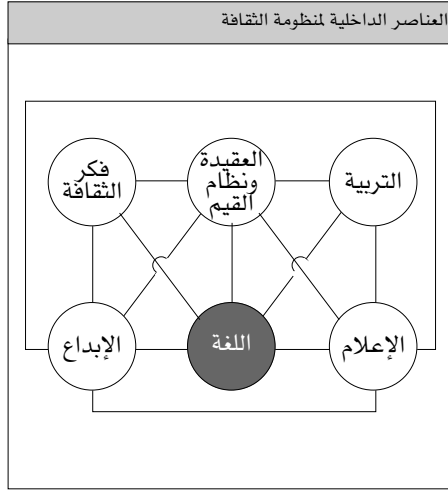 العناصر الداخلية لمنظومة الثقافة
التربية
العقيدة
ونظام
القيم
فكر
الثقافة
الإعلام
اللغة
الإبداع